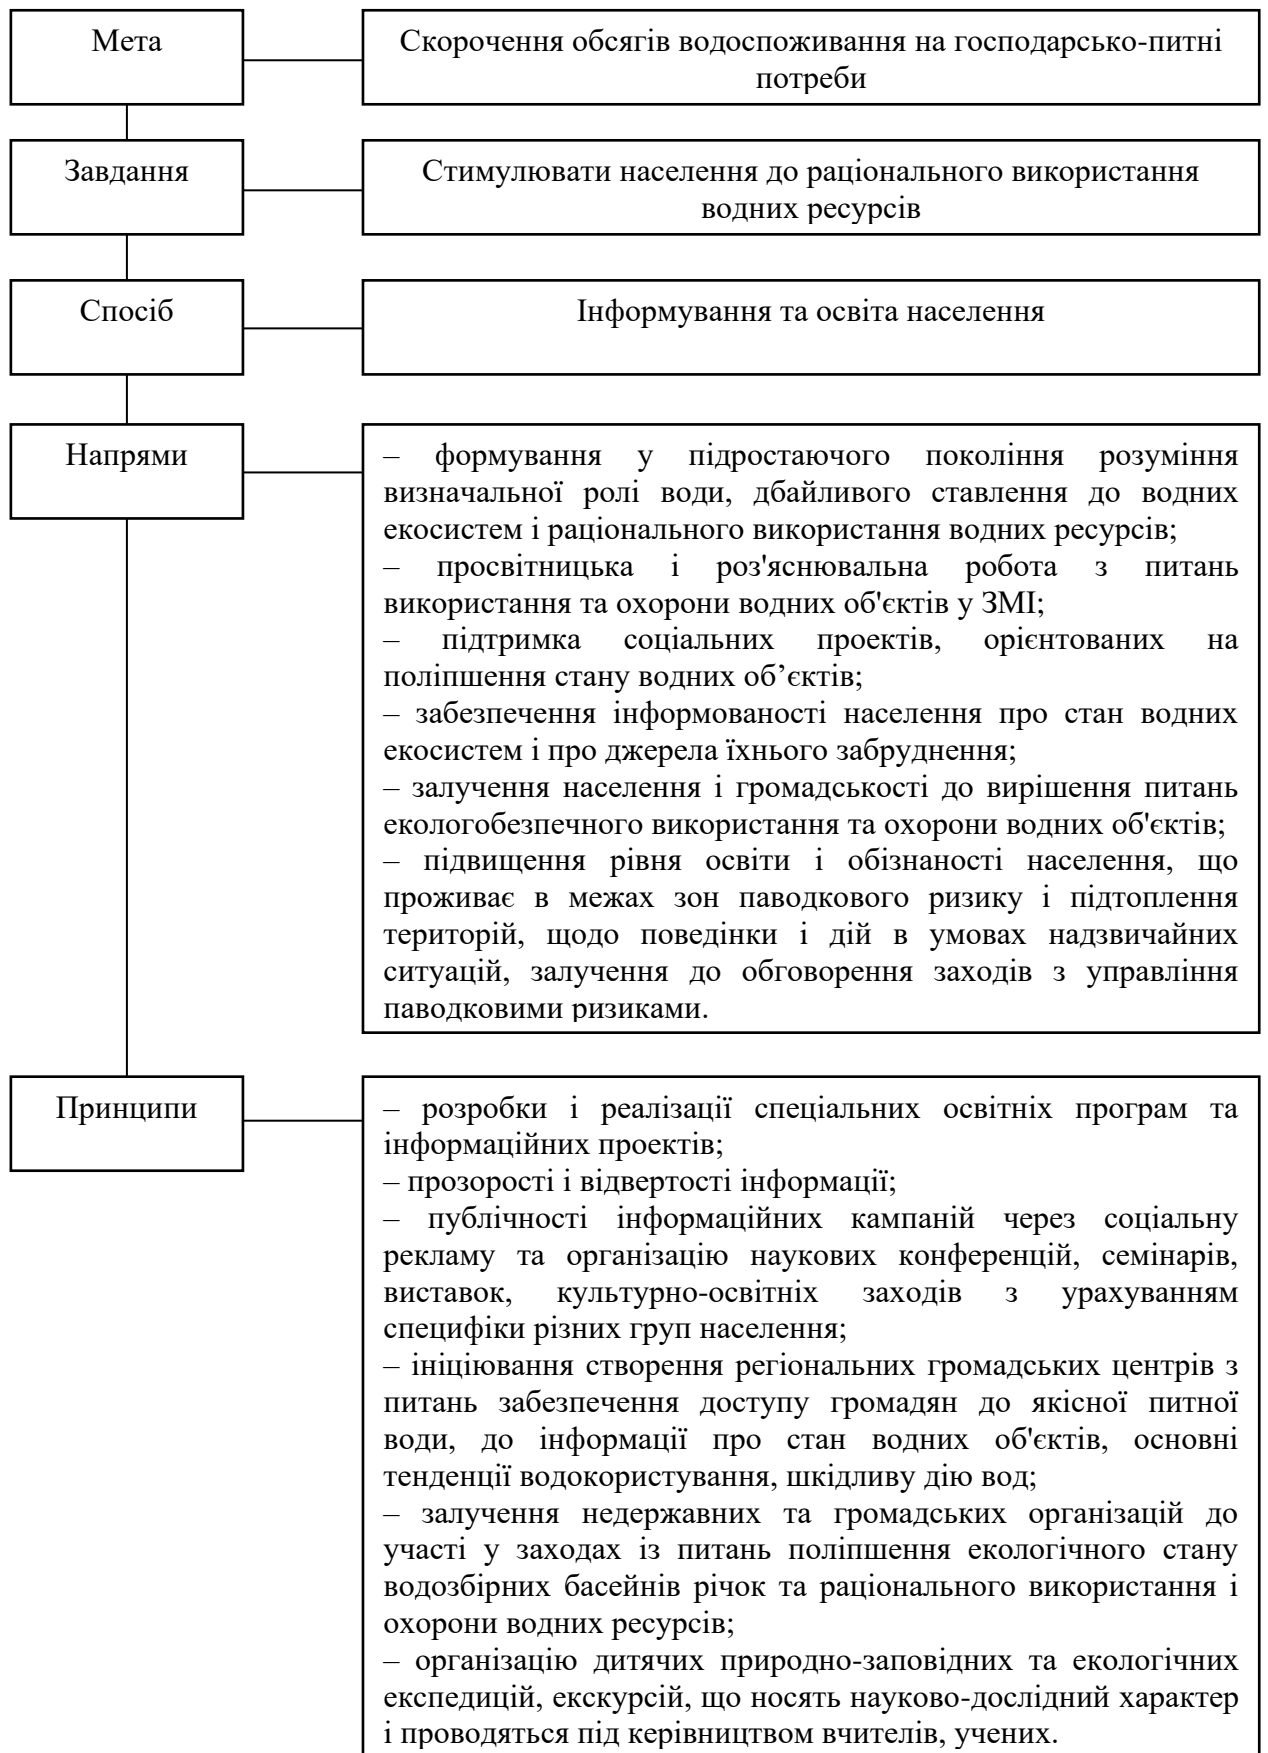 Мета
Скорочення обсягів водоспоживання на господарсько-питні
потреби
Завдання
Стимулювати населення до раціонального використання
водних ресурсів
Спосіб
Інформування та освіта населення
Напрями
– формування у підростаючого покоління розуміння
визначальної ролі води, дбайливого ставлення до водних
екосистем і раціонального використання водних ресурсів;
– просвітницька і роз'яснювальна робота з питань
використання та охорони водних об'єктів у ЗМІ;
– підтримка соціальних проектів, орієнтованих на
поліпшення стану водних об’єктів;
– забезпечення інформованості населення про стан водних
екосистем і про джерела їхнього забруднення;
– залучення населення і громадськості до вирішення питань
екологобезпечного використання та охорони водних об'єктів;
– підвищення рівня освіти і обізнаності населення, що
проживає в межах зон паводкового ризику і підтоплення
територій, щодо поведінки і дій в умовах надзвичайних
ситуацій, залучення до обговорення заходів з управління
паводковими ризиками.
Принципи
– розробки і реалізації спеціальних освітніх програм та
інформаційних проектів;
– прозорості і відвертості інформації;
– публічності інформаційних кампаній через соціальну
рекламу та організацію наукових конференцій, семінарів,
виставок, культурно-освітніх заходів з урахуванням
специфіки різних груп населення;
– ініціювання створення регіональних громадських центрів з
питань забезпечення доступу громадян до якісної питної
води, до інформації про стан водних об'єктів, основні
тенденції водокористування, шкідливу дію вод;
– залучення недержавних та громадських організацій до
участі у заходах із питань поліпшення екологічного стану
водозбірних басейнів річок та раціонального використання і
охорони водних ресурсів;
– організацію дитячих природно-заповідних та екологічних
експедицій, екскурсій, що носять науково-дослідний характер
і проводяться під керівництвом вчителів, учених.